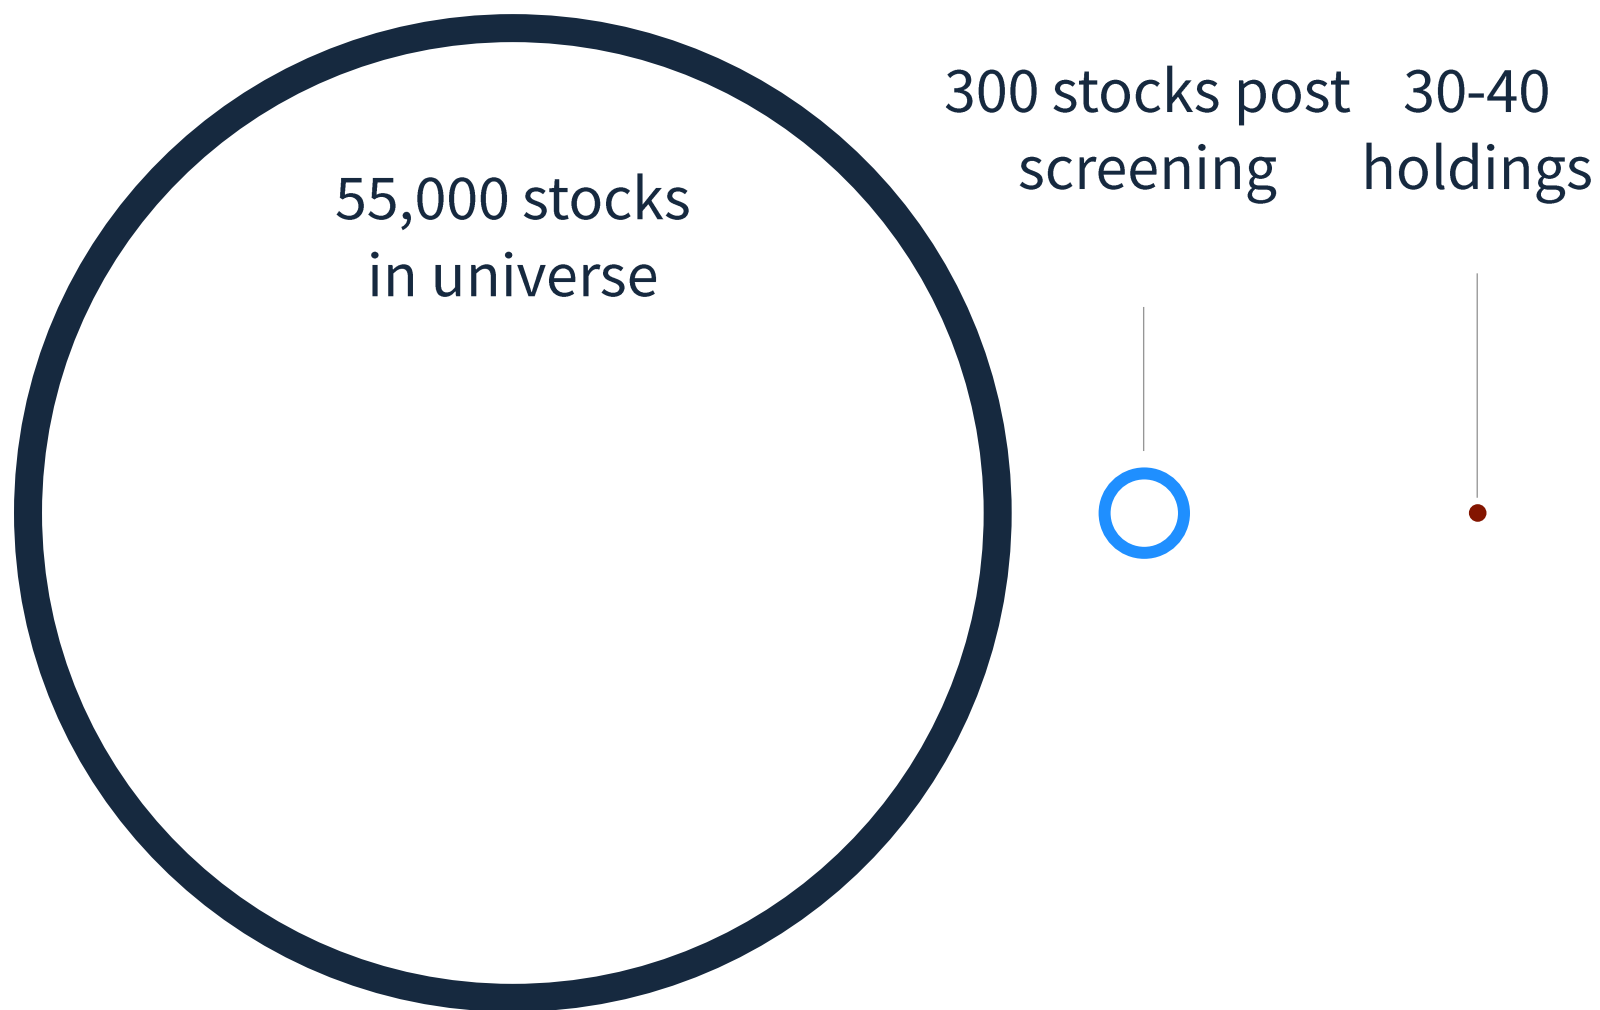 55,000 stocks
in universe
300 stocks post
screening
30-40
holdings